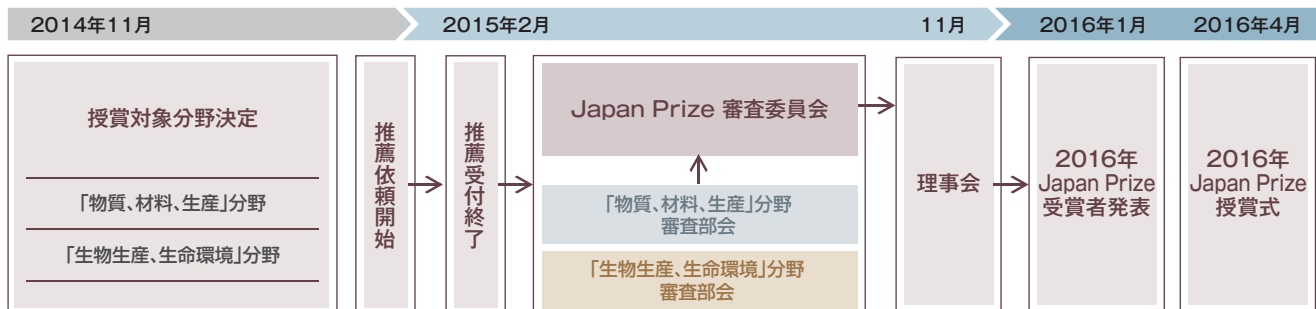 2014年11月
2015年2月
11月
2016年1月
2016年4月
授賞対象分野決定
「物質、材料、生産」分野
「生物生産、生命環境」分野
推薦依頼開始
推薦受付終了
Japan Prize 審査委員会
「物質、材料、生産」分野
審査部会
「生物生産、生命環境」分野
審査部会
理事会
2016年
Japan Prize
受賞者発表
2016年
Japan Prize
授賞式